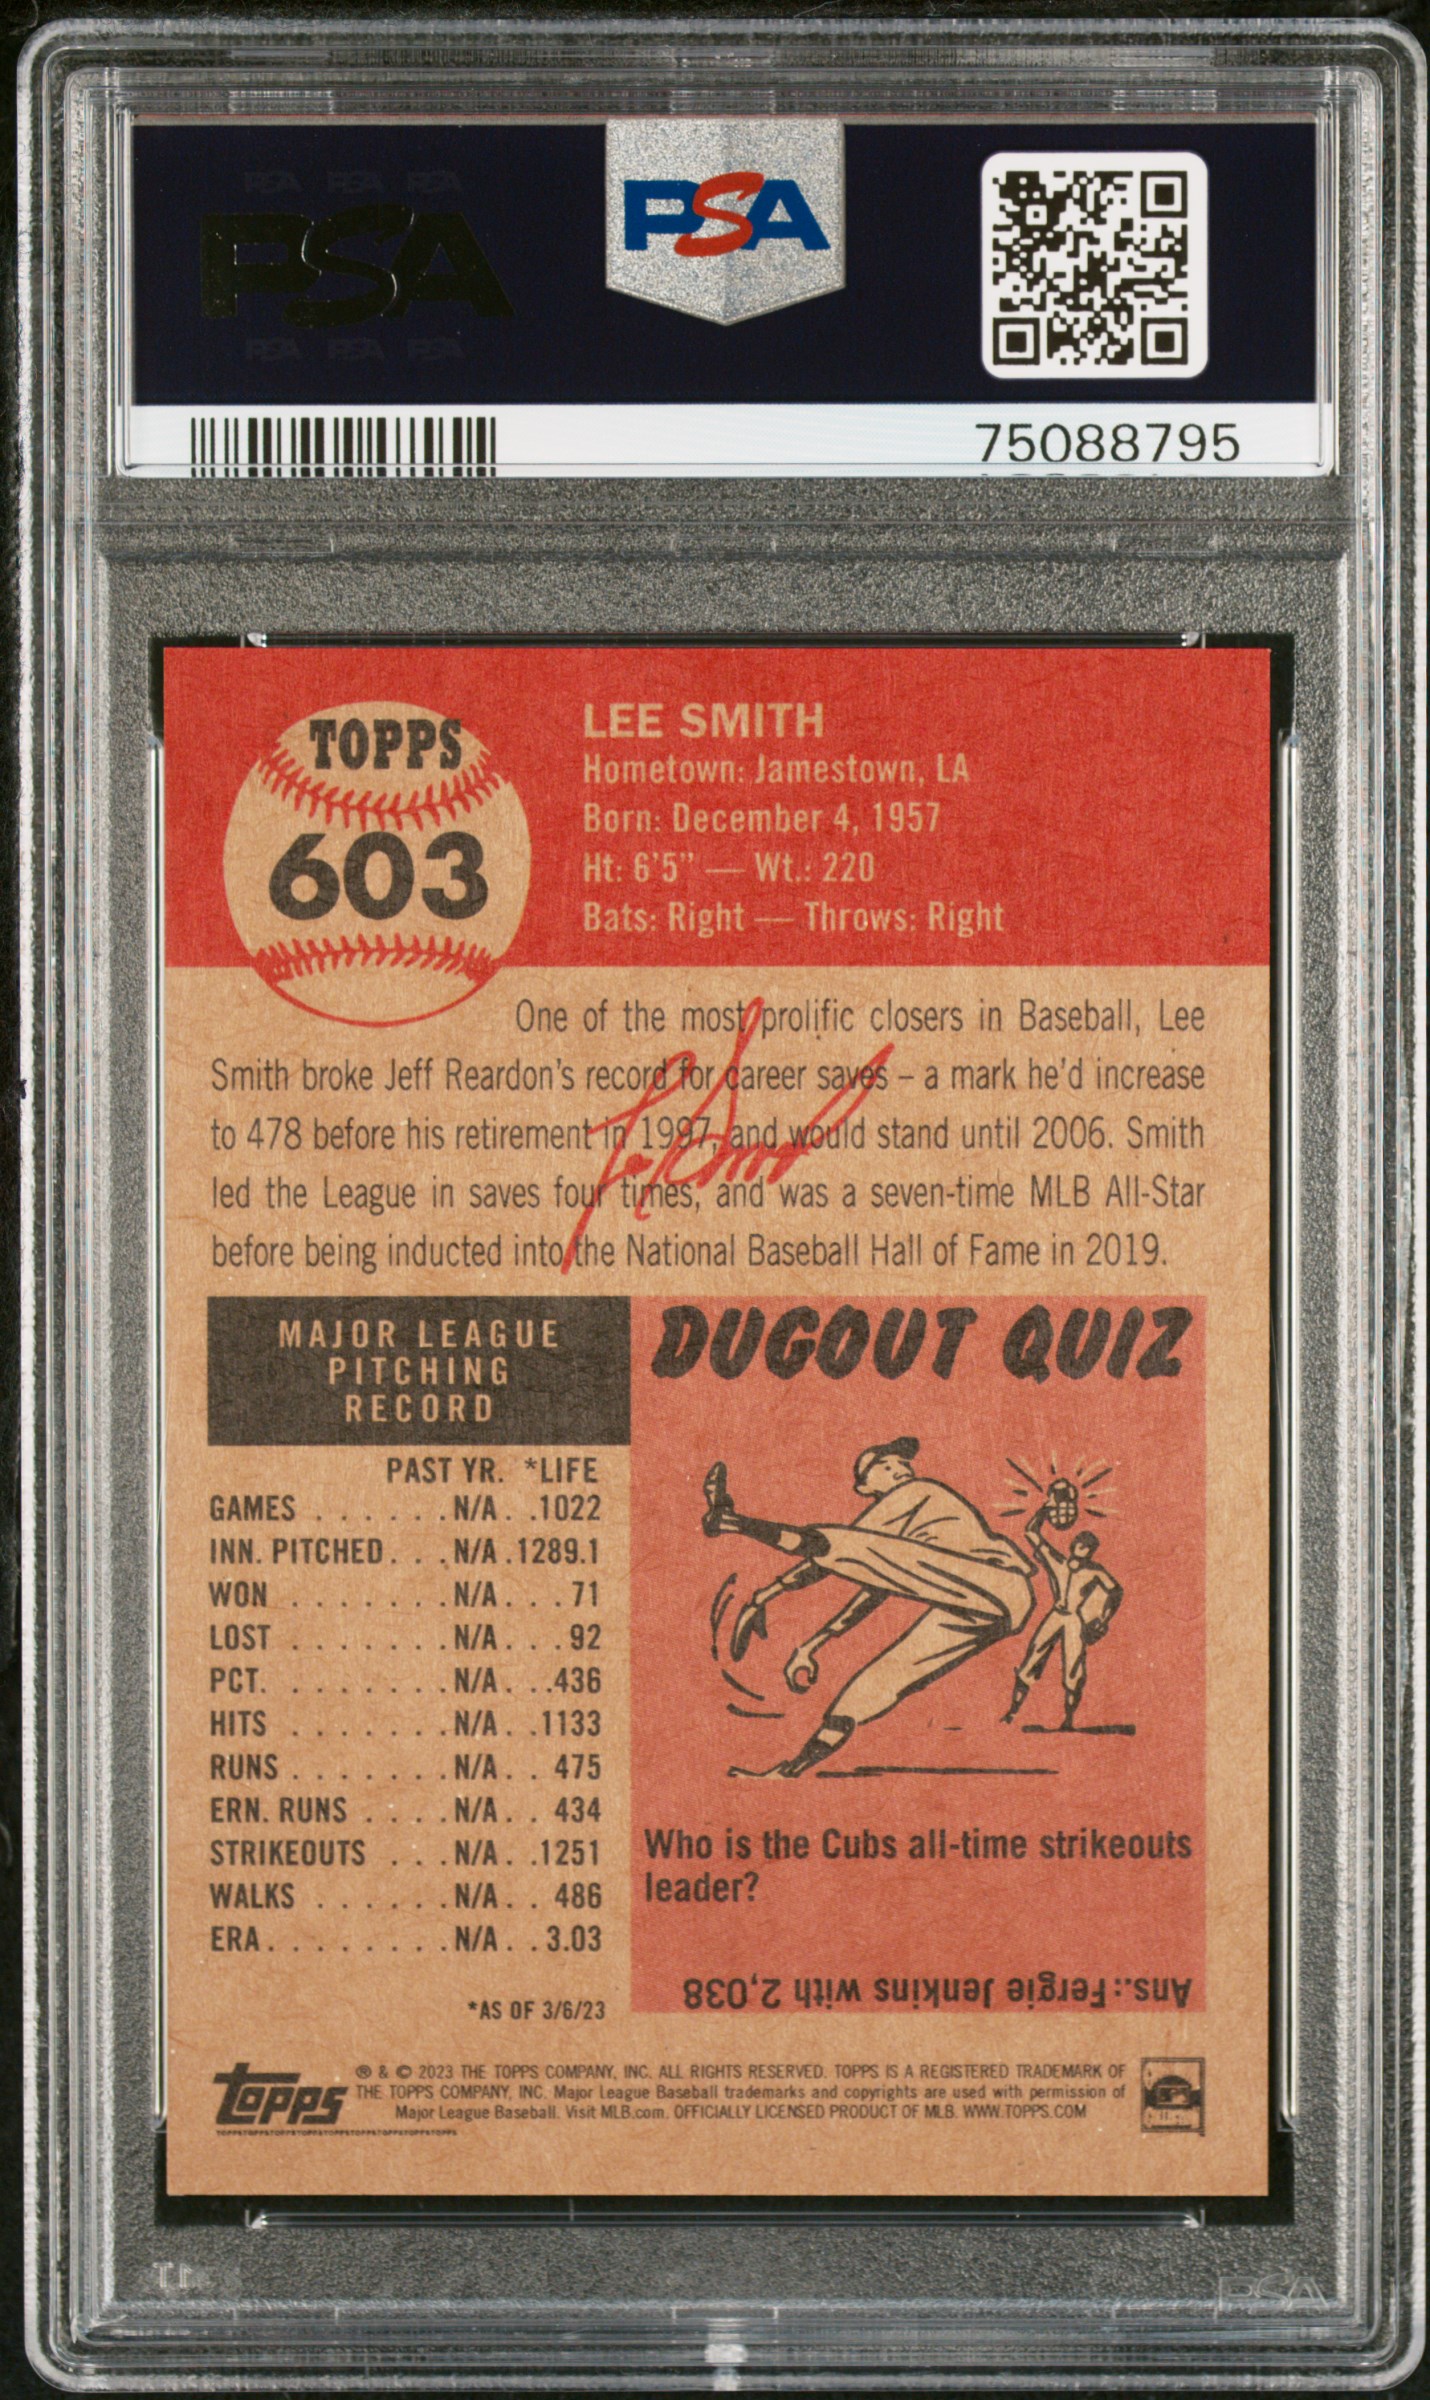 PSA PSA PSA
PSA
PSA PSA PSA
PSA
75088795
TOPPS
603
LEE SMITH
Hometown: Jamestown, LA
Born: December 4, 1957
Ht: 6'5" — Wt.: 220
Bats: Right — Throws: Right
One of the most prolific closers in Baseball, Lee
Smith broke Jeff Reardon's record for career saves – a mark he'd increase
to 478 before his retirement in 1997, and would stand until 2006. Smith
led the League in saves four times, and was a seven-time MLB All-Star
before being inducted into the National Baseball Hall of Fame in 2019.
Lee Smith
MAJOR LEAGUE
PITCHING
RECORD
PAST YR. *LIFE
GAMES . . . . . . N/A . . 1022
INN. PITCHED . . . N/A . 1289.1
WON . . . . . . . N/A . . . 71
LOST . . . . . . . N/A . . . 92
PCT. . . . . . . . N/A . . .436
HITS . . . . . . . N/A . . 1133
RUNS . . . . . . . N/A . . 475
ERN. RUNS . . . . N/A . . 434
STRIKEOUTS . . . N/A . . 1251
WALKS . . . . . . N/A . . 486
ERA . . . . . . . . N/A . . 3.03
*AS OF 3/6/23
DUGOUT QUIZ
Who is the Cubs all-time strikeouts
leader?
Ans.: Fergie Jenkins with 2,038
topps
® & © 2023 THE TOPPS COMPANY, INC. ALL RIGHTS RESERVED. TOPPS IS A REGISTERED TRADEMARK OF
THE TOPPS COMPANY, INC. Major League Baseball trademarks and copyrights are used with permission of
Major League Baseball. Visit MLB.com. OFFICIALLY LICENSED PRODUCT OF MLB. WWW.TOPPS.COM
PSA